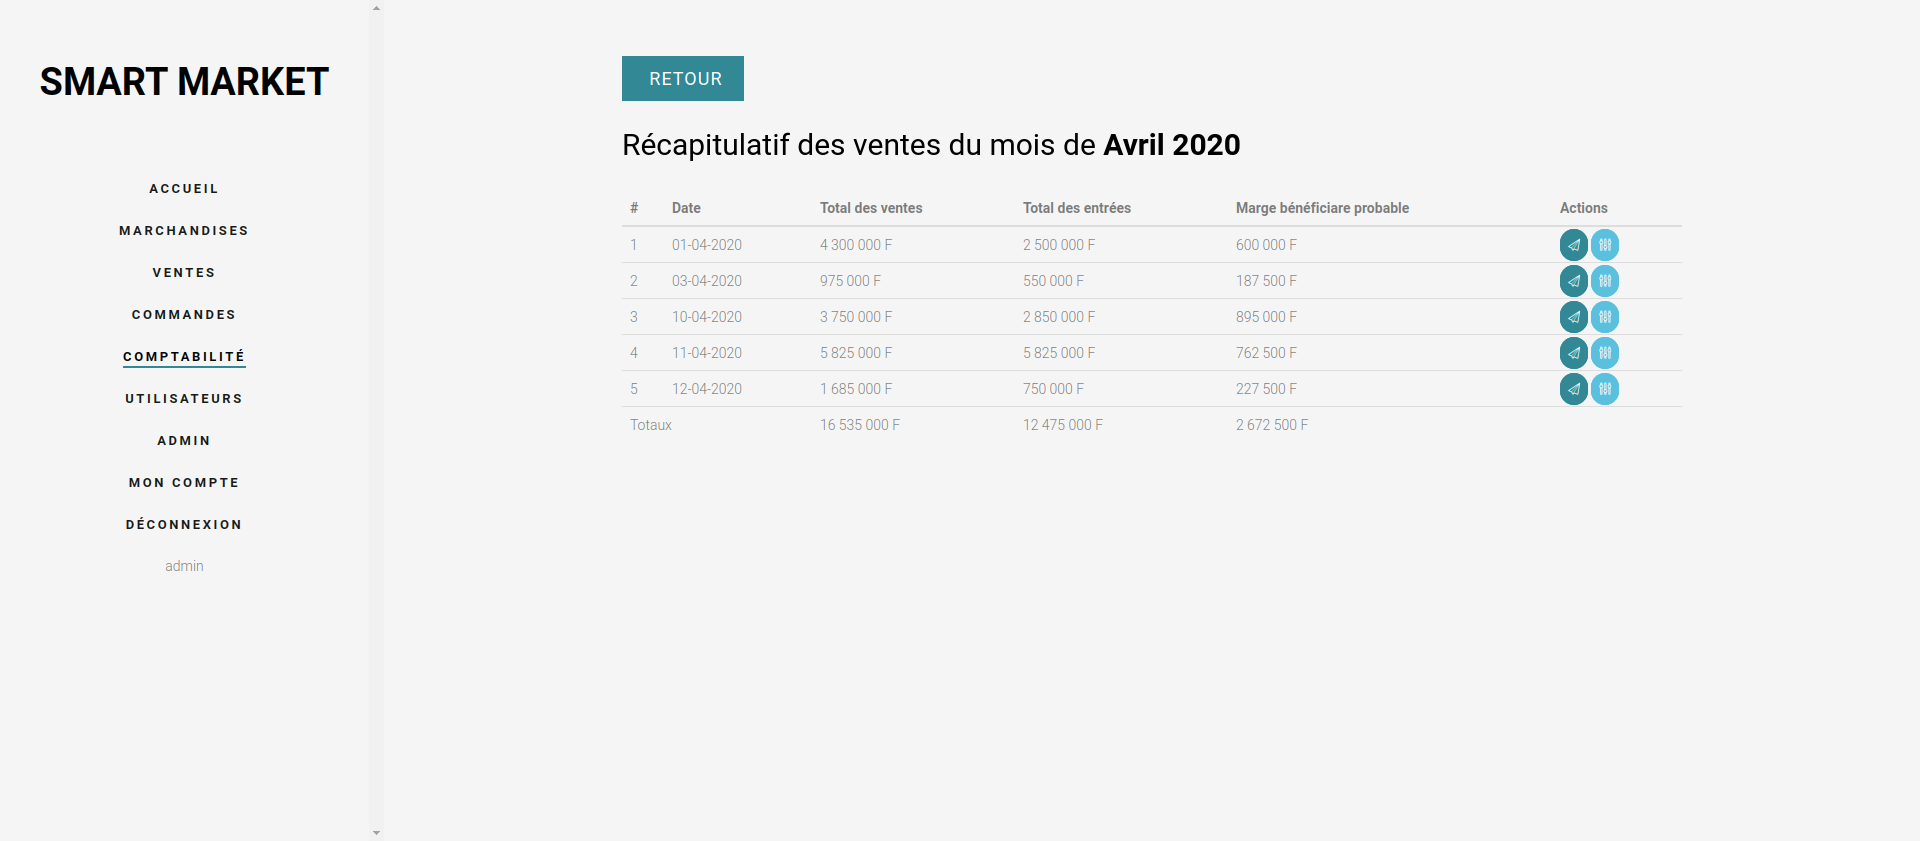 SMART MARKET
ACCUEIL
MARCHANDISES
VENTES
COMMANDES
COMPTABILITÉ
UTILISATEURS
ADMIN
MON COMPTE
DÉCONNEXION
admin
RETOUR
Récapitulatif des ventes du mois de Avril 2020
# Date Total des ventes Total des entrées Marge bénéficiare probable Actions
1 01-04-2020 4 300 000 F 2 500 000 F 600 000 F
2 03-04-2020 975 000 F 550 000 F 187 500 F
3 10-04-2020 3 750 000 F 2 850 000 F 895 000 F
4 11-04-2020 5 825 000 F 5 825 000 F 762 500 F
5 12-04-2020 1 685 000 F 750 000 F 227 500 F
Totaux 16 535 000 F 12 475 000 F 2 672 500 F